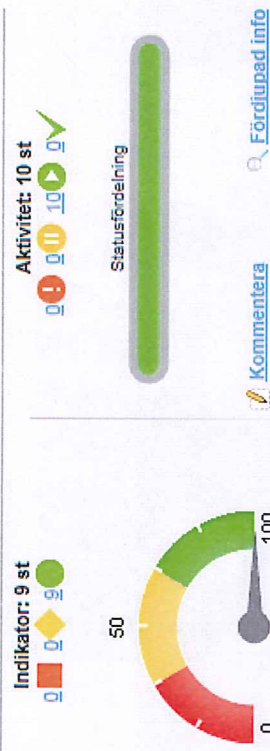 Indikator: 9 st
0 0 9
50
0 100
Aktivitet: 10 st
0 0 10 0
Statusfördelning
Kommentera Fördjupad info